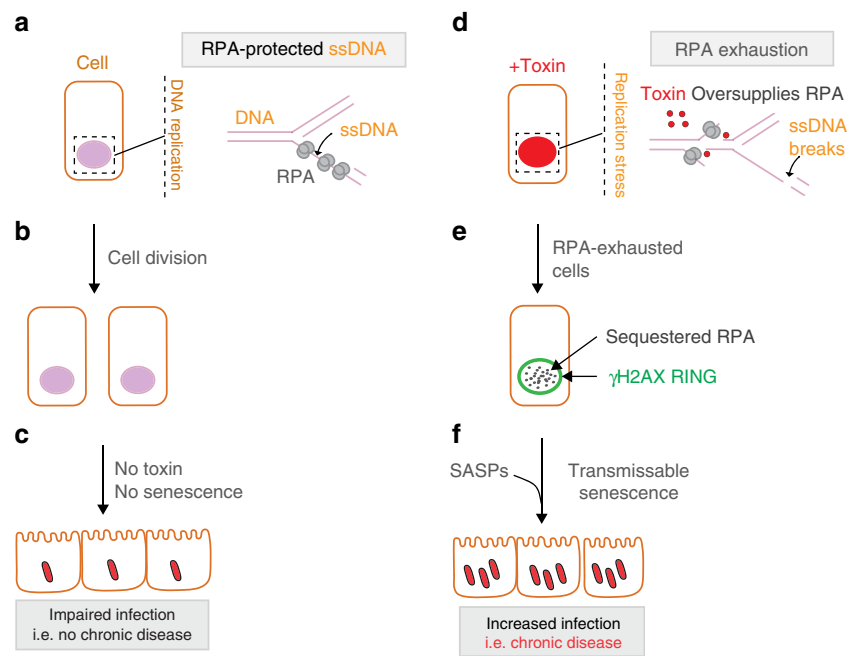 a
RPA-protected ssDNA
Cell
DNA replication
DNA
ssDNA
RPA
b
Cell division
c
No toxin
No senescence
Impaired infection
i.e. no chronic disease
d
RPA exhaustion
+Toxin
Replication stress
Toxin Oversupplies RPA
ssDNA
breaks
e
RPA-exhausted
cells
Sequestered RPA
γH2AX RING
f
SASPs
Transmissable
senescence
Increased infection
i.e. chronic disease